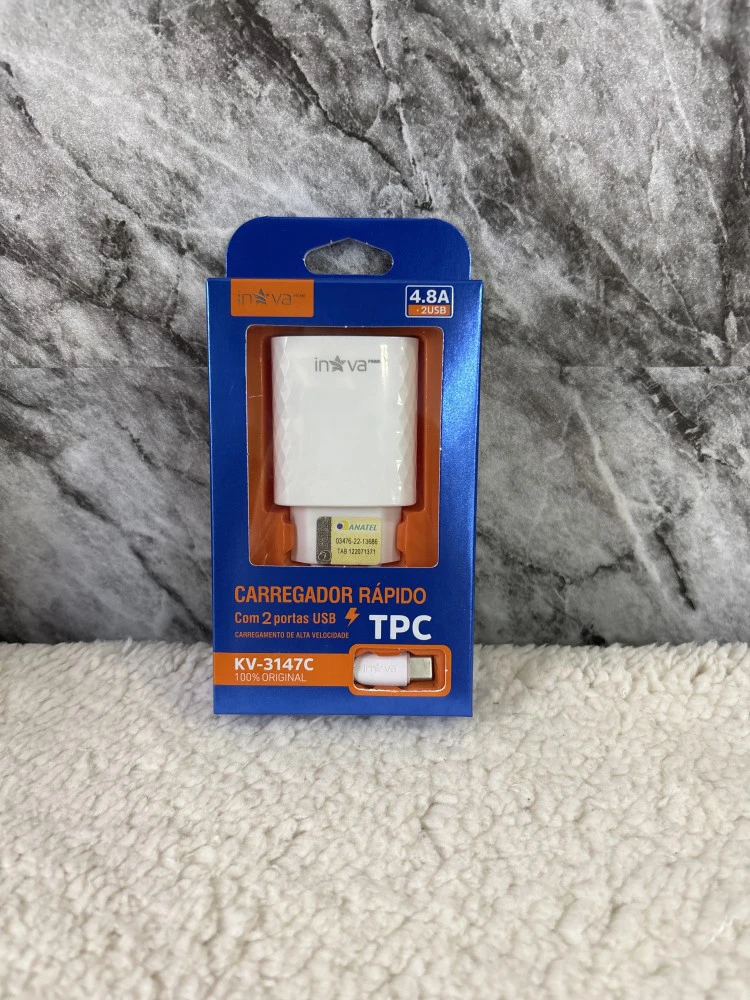 inova
4.8A
· 2USB
inova
ANATEL
03476-22-13686
TAB 122071371
CARREGADOR RÁPIDO
Com 2 portas USB
TPC
CARREGAMENTO DE ALTA VELOCIDADE
KV-3147C
100% ORIGINAL
inova